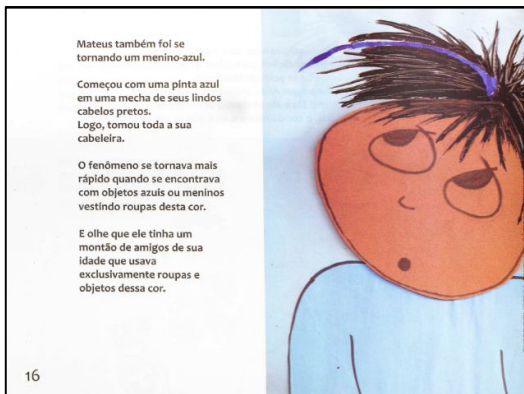 Mateus também foi se
tornando um menino-azul.
Começou com uma pinta azul
em uma mecha de seus lindos
cabelos pretos.
Logo, tomou toda a sua
cabeleira.
O fenômeno se tornava mais
rápido quando se encontrava
com objetos azuis ou meninos
vestindo roupas desta cor.
E olhe que ele tinha um
montão de amigos de sua
idade que usava
exclusivamente roupas e
objetos dessa cor.
16